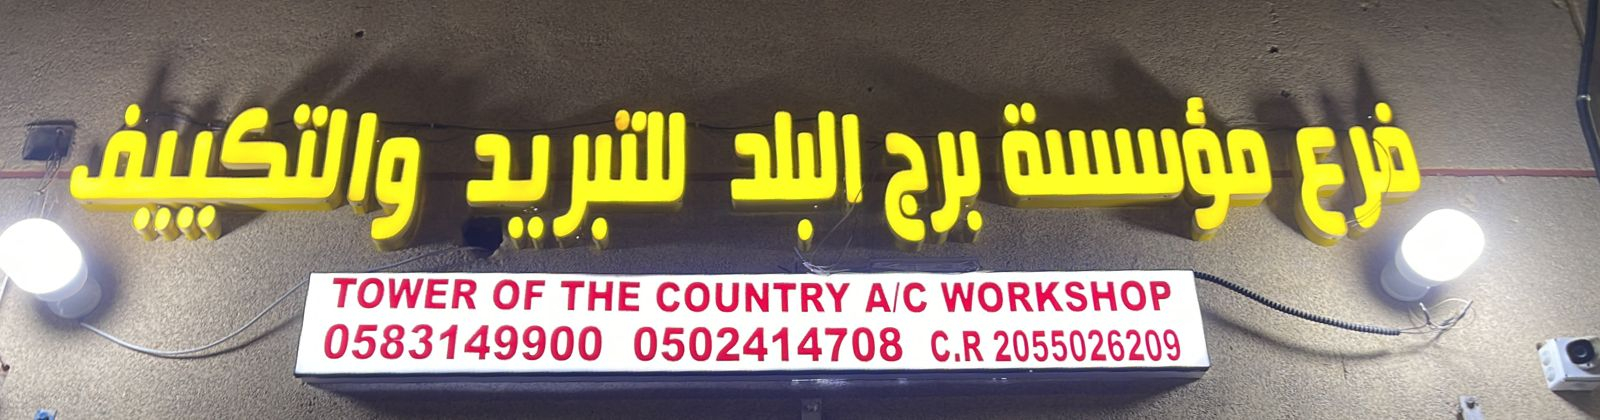 فرع مؤسسة برج البلد للتبريد والتكييف
TOWER OF THE COUNTRY A/C WORKSHOP
0583149900 0502414708 C.R 2055026209